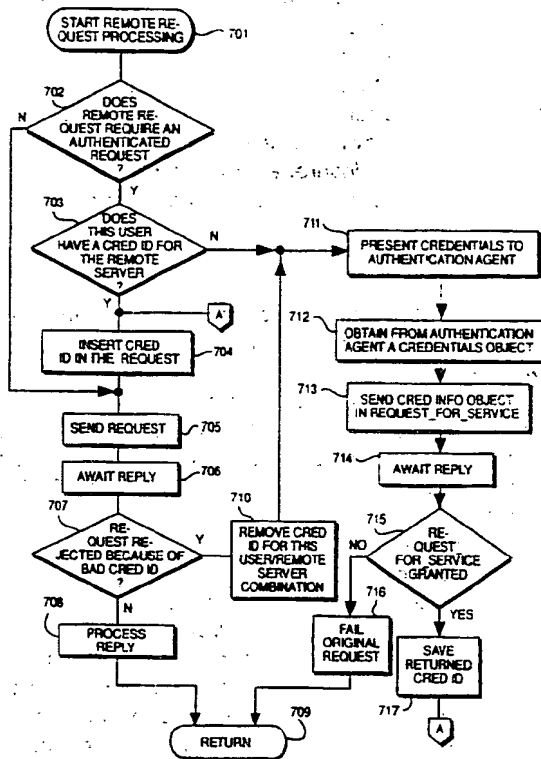 START REMOTE RE-
QUEST PROCESSING
701
702
DOES
REMOTE RE-
QUEST REQUIRE AN
AUTHENTICATED
REQUEST
?
N
Y
703
DOES
THIS USER
HAVE A CRED ID FOR
THE REMOTE
SERVER
?
N
Y
A
INSERT CRED
ID IN THE REQUEST
704
SEND REQUEST
705
AWAIT REPLY
706
707
RE-
QUEST RE-
JECTED BECAUSE OF
BAD CRED ID
?
Y
N
708
PROCESS
REPLY
710
REMOVE CRED
ID FOR THIS
USER/REMOTE
SERVER
COMBINATION
711
PRESENT CREDENTIALS TO
AUTHENTICATION AGENT
712
OBTAIN FROM AUTHENTICATION
AGENT A CREDENTIALS OBJECT
713
SEND CRED INFO OBJECT
IN REQUEST_FOR_SERVICE
714
AWAIT REPLY
715
RE-
QUEST
FOR_SERVICE
GRANTED
NO
YES
716
FAIL
ORIGINAL
REQUEST
SAVE
RETURNED
CRED ID
717
A
RETURN
709